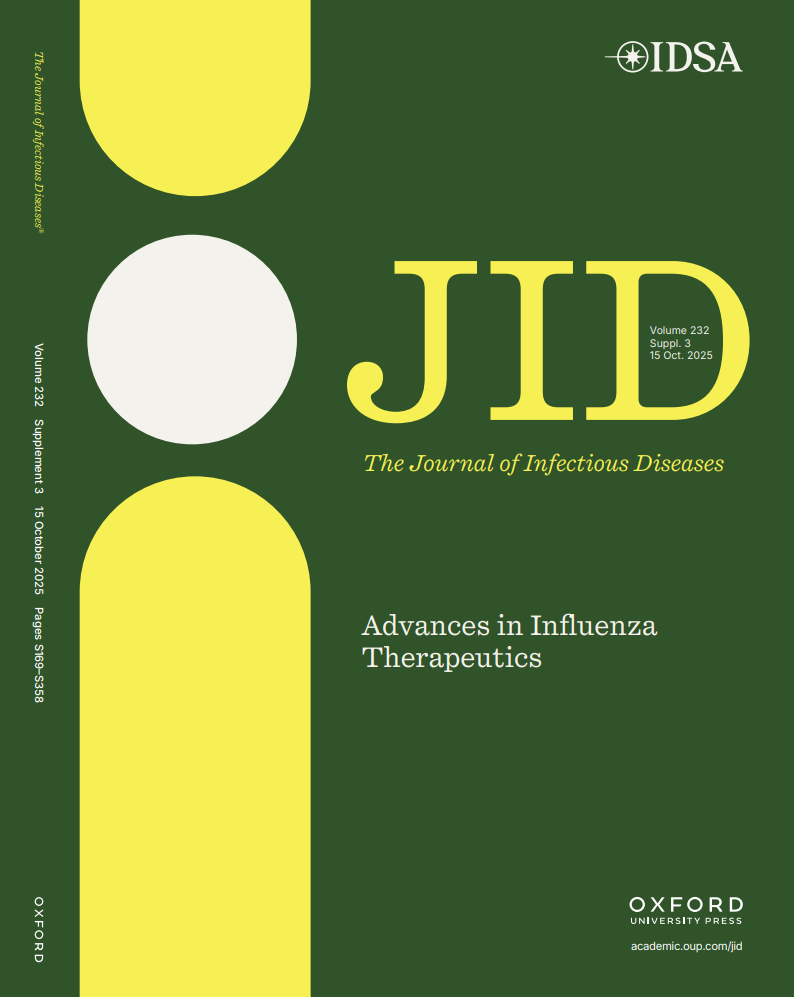 The Journal of Infectious Diseases®
Volume 232 Supplement 3 15 October 2025 Pages S169–S358
OXFORD
IDSA
JID
Volume 232
Suppl. 3
15 Oct. 2025
The Journal of Infectious Diseases
Advances in Influenza
Therapeutics
OXFORD
UNIVERSITY PRESS
academic.oup.com/jid